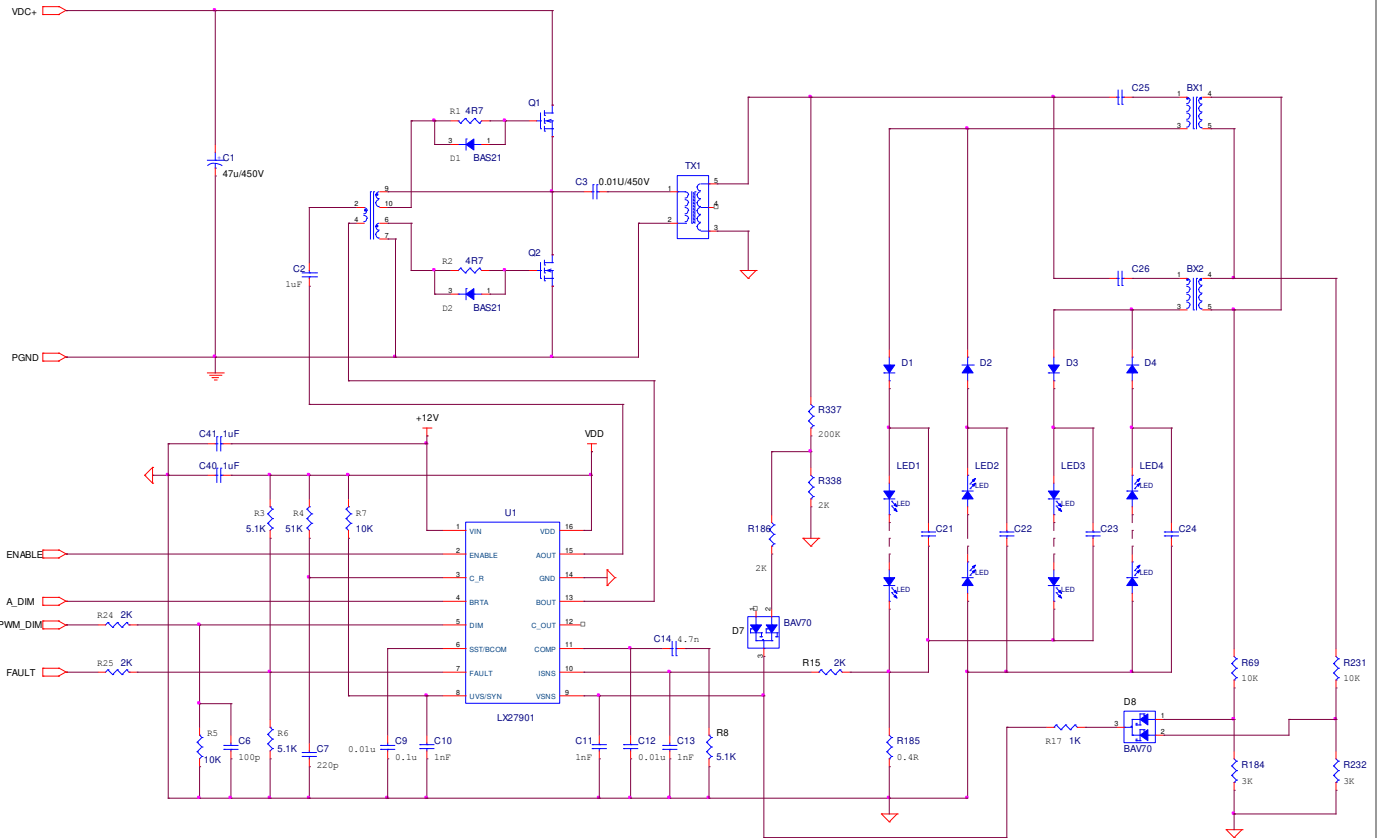 VDC+
C25
BX1
1
4
3
5
Q1
R1 4R7
3
1
D1 BAS21
C1
47u/450V
TX1
C3 0.01U/450V
1
2
5
4
3
9
10
6
7
2
4
Q2
R2 4R7
3
1
D2 BAS21
C2
1uF
C26
BX2
1
4
3
5
PGND
D1
D2
D3
D4
R337
200K
+12V
C41 1uF
VDD
C40 1uF
LED1
LED2
LED3
LED4
LED
LED
LED
LED
R338
2K
R3
5.1K
R4
51K
R7
10K
U1
R186
2K
C21
C22
C23
C24
1 VIN
VDD 16
ENABLE
2 ENABLE
AOUT 15
3 C_R
GND 14
LED
LED
LED
LED
A_DIM
4 BRTA
BOUT 13
PWM_DIM
R24 2K
5 DIM
C_OUT 12
1
2
D7
BAV70
3
6 SST/BCOM
COMP 11
C14 4.7n
FAULT
R25 2K
7 FAULT
ISNS 10
R15 2K
R69
10K
R231
10K
8 UVS/SYN
VSNS 9
LX27901
D8
3
1
2
BAV70
R17 1K
R5
10K
C6
100p
R6
5.1K
C7
220p
0.01u
C9
0.1u
C10
1nF
C11
1nF
C12
0.01u
C13
1nF
R8
5.1K
R185
0.4R
R184
3K
R232
3K